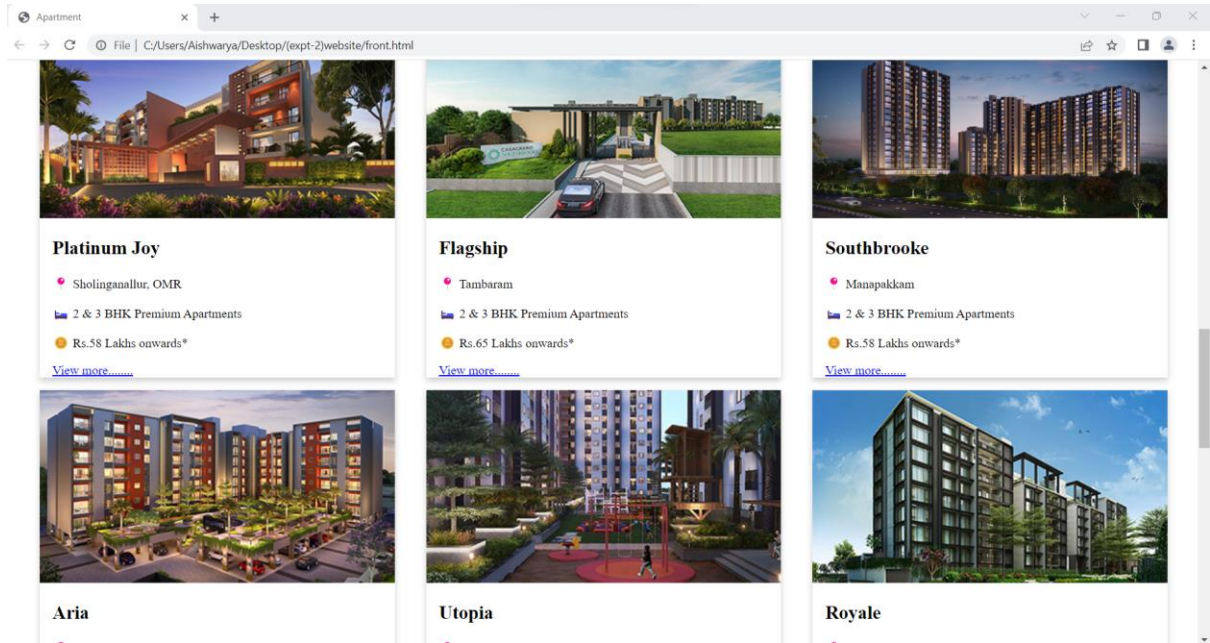 Apartment
File | C:/Users/Aishwarya/Desktop/(expt-2)website/front.html
CASAGRAND
Platinum Joy
Sholinganallur, OMR
2 & 3 BHK Premium Apartments
Rs.58 Lakhs onwards*
View more........
Flagship
Tambaram
2 & 3 BHK Premium Apartments
Rs.65 Lakhs onwards*
View more........
Southbrooke
Manapakkam
2 & 3 BHK Premium Apartments
Rs.58 Lakhs onwards*
View more........
Aria
Utopia
Royale